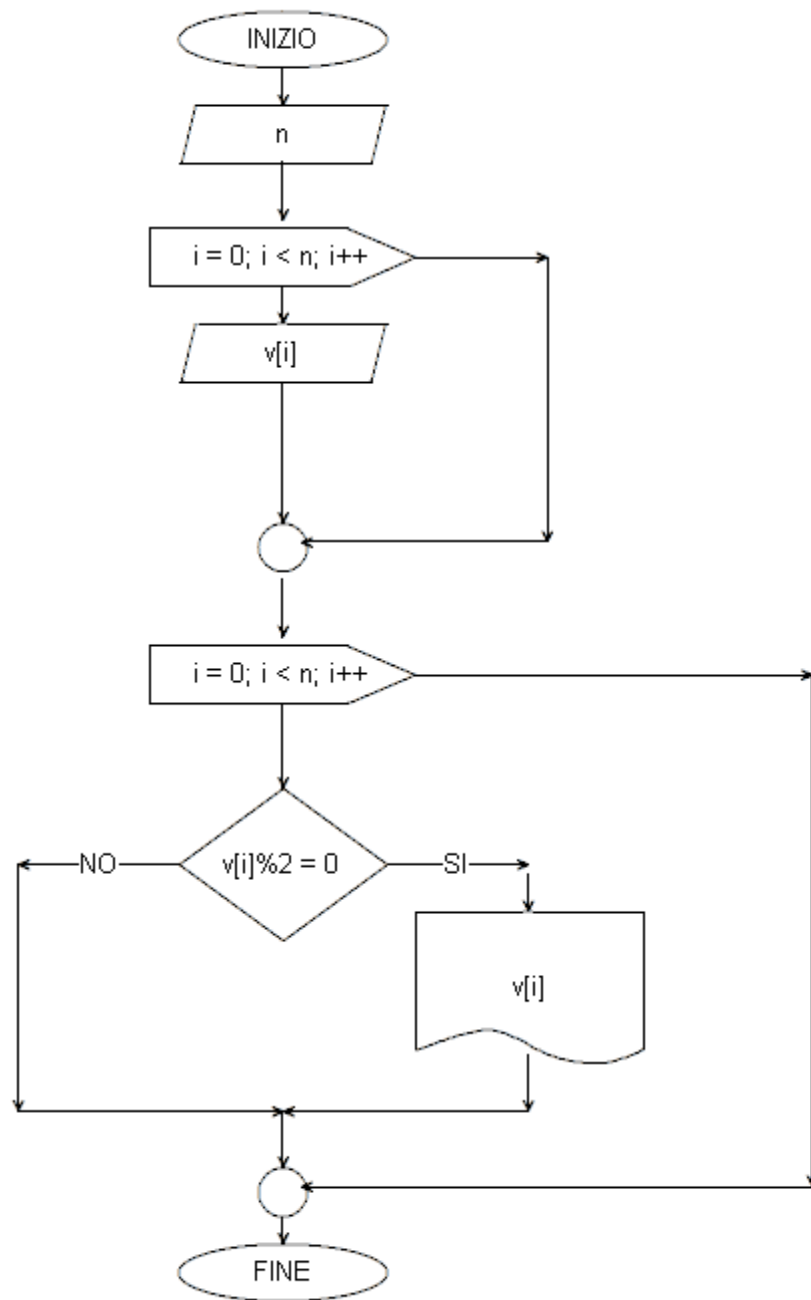 INIZIO
n
i = 0; i < n; i++
v[i]
i = 0; i < n; i++
NO
v[i]%2 = 0
SI
v[i]
FINE